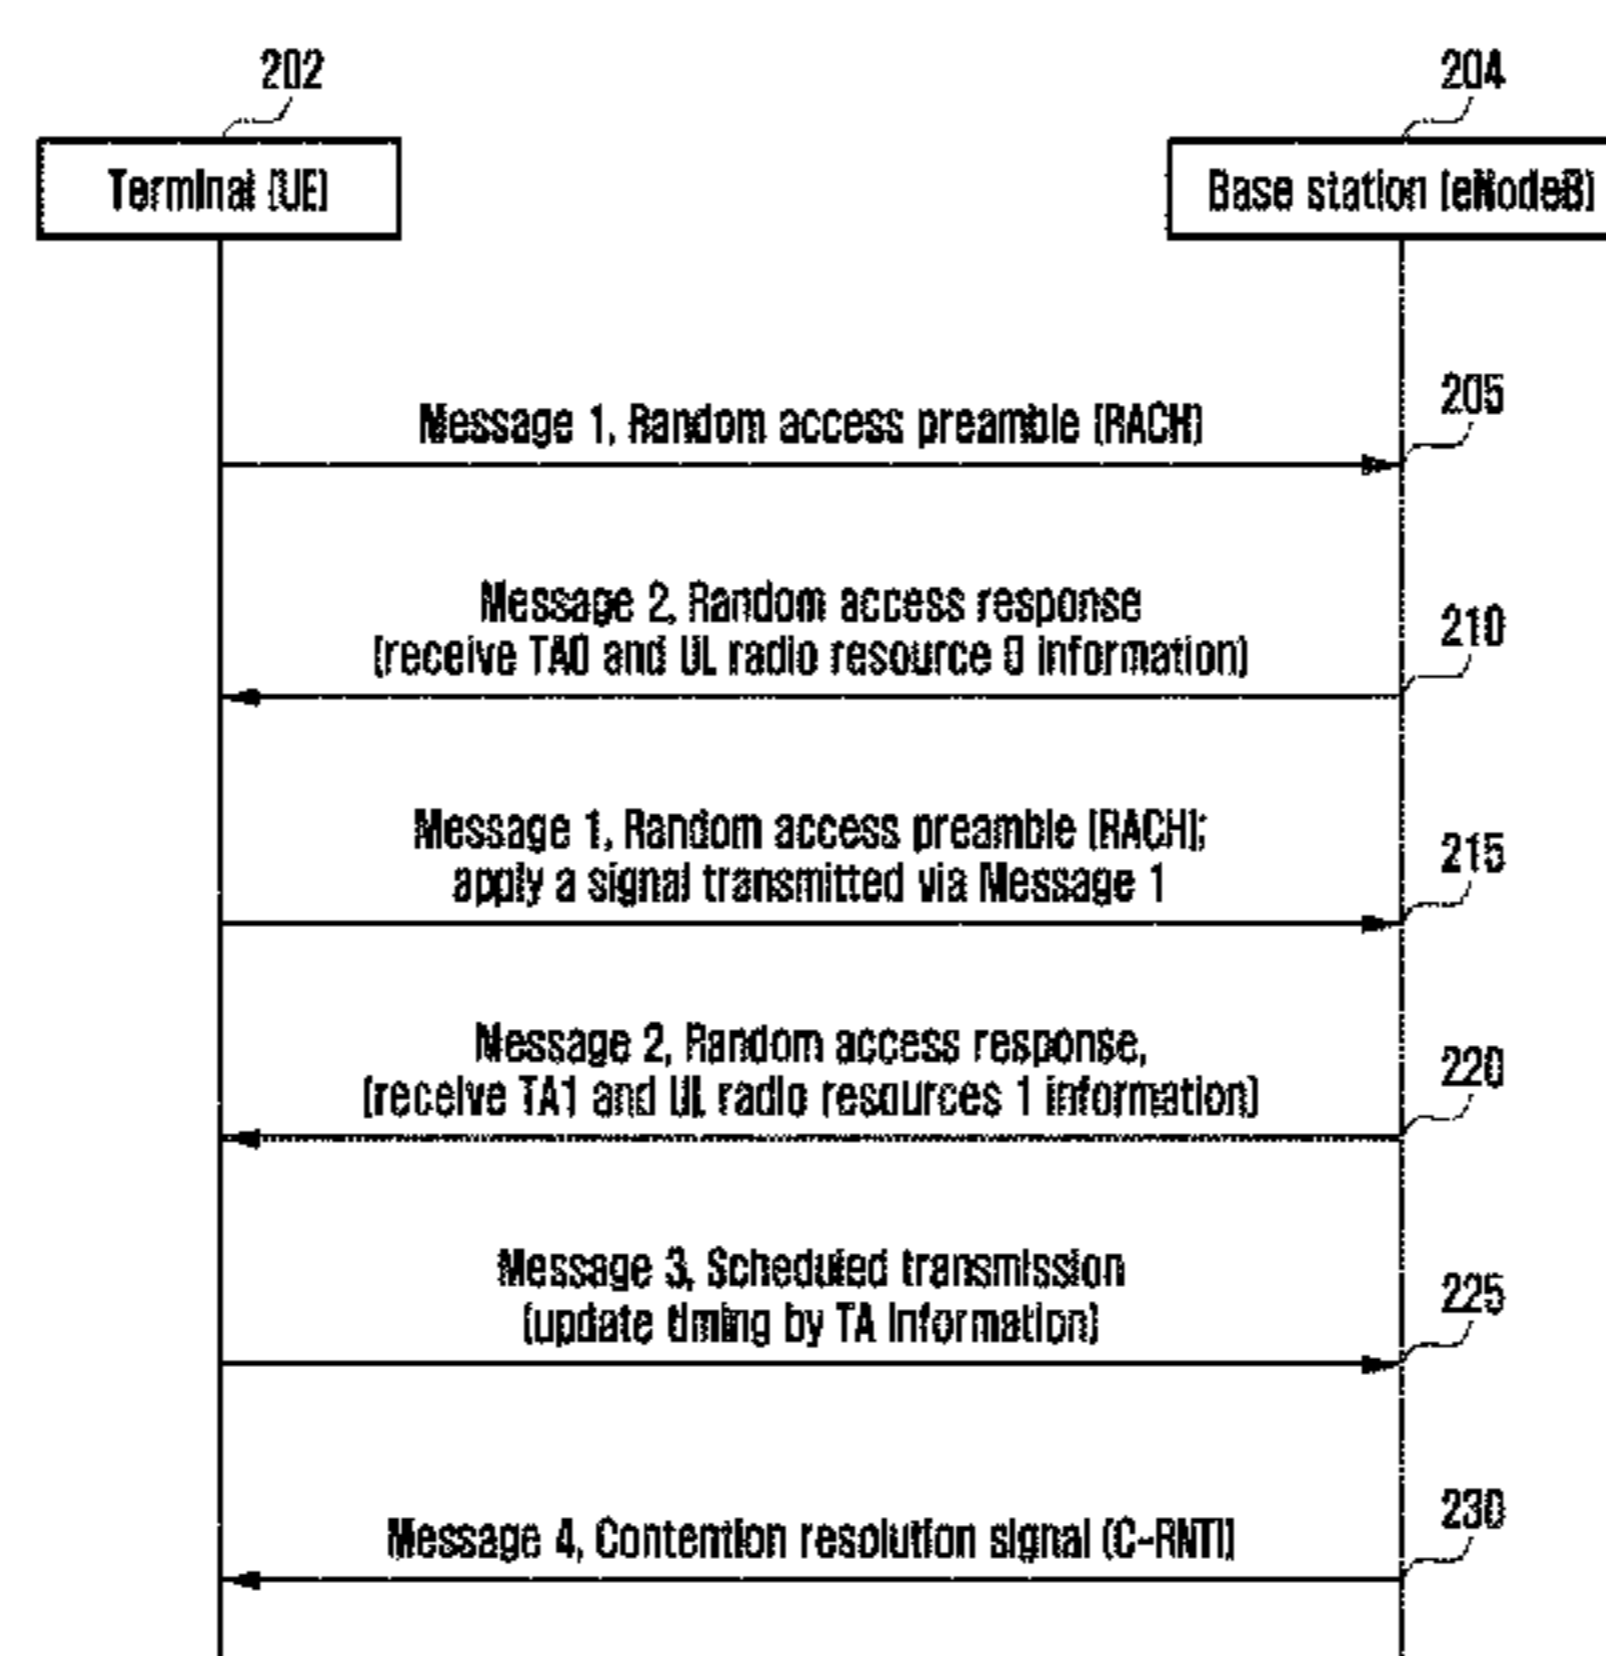 202
204
Terminal (UE)
Base station (eNodeB)
205
Message 1, Random access preamble (RACH)
Message 2, Random access response
210
(receive TA0 and UL radio resource 0 information)
Message 1, Random access preamble (RACH);
215
apply a signal transmitted via Message 1
Message 2, Random access response,
220
(receive TA1 and UL radio resources 1 information)
Message 3, Scheduled transmission
225
(update timing by TA information)
230
Message 4, Contention resolution signal (C-RNTI)